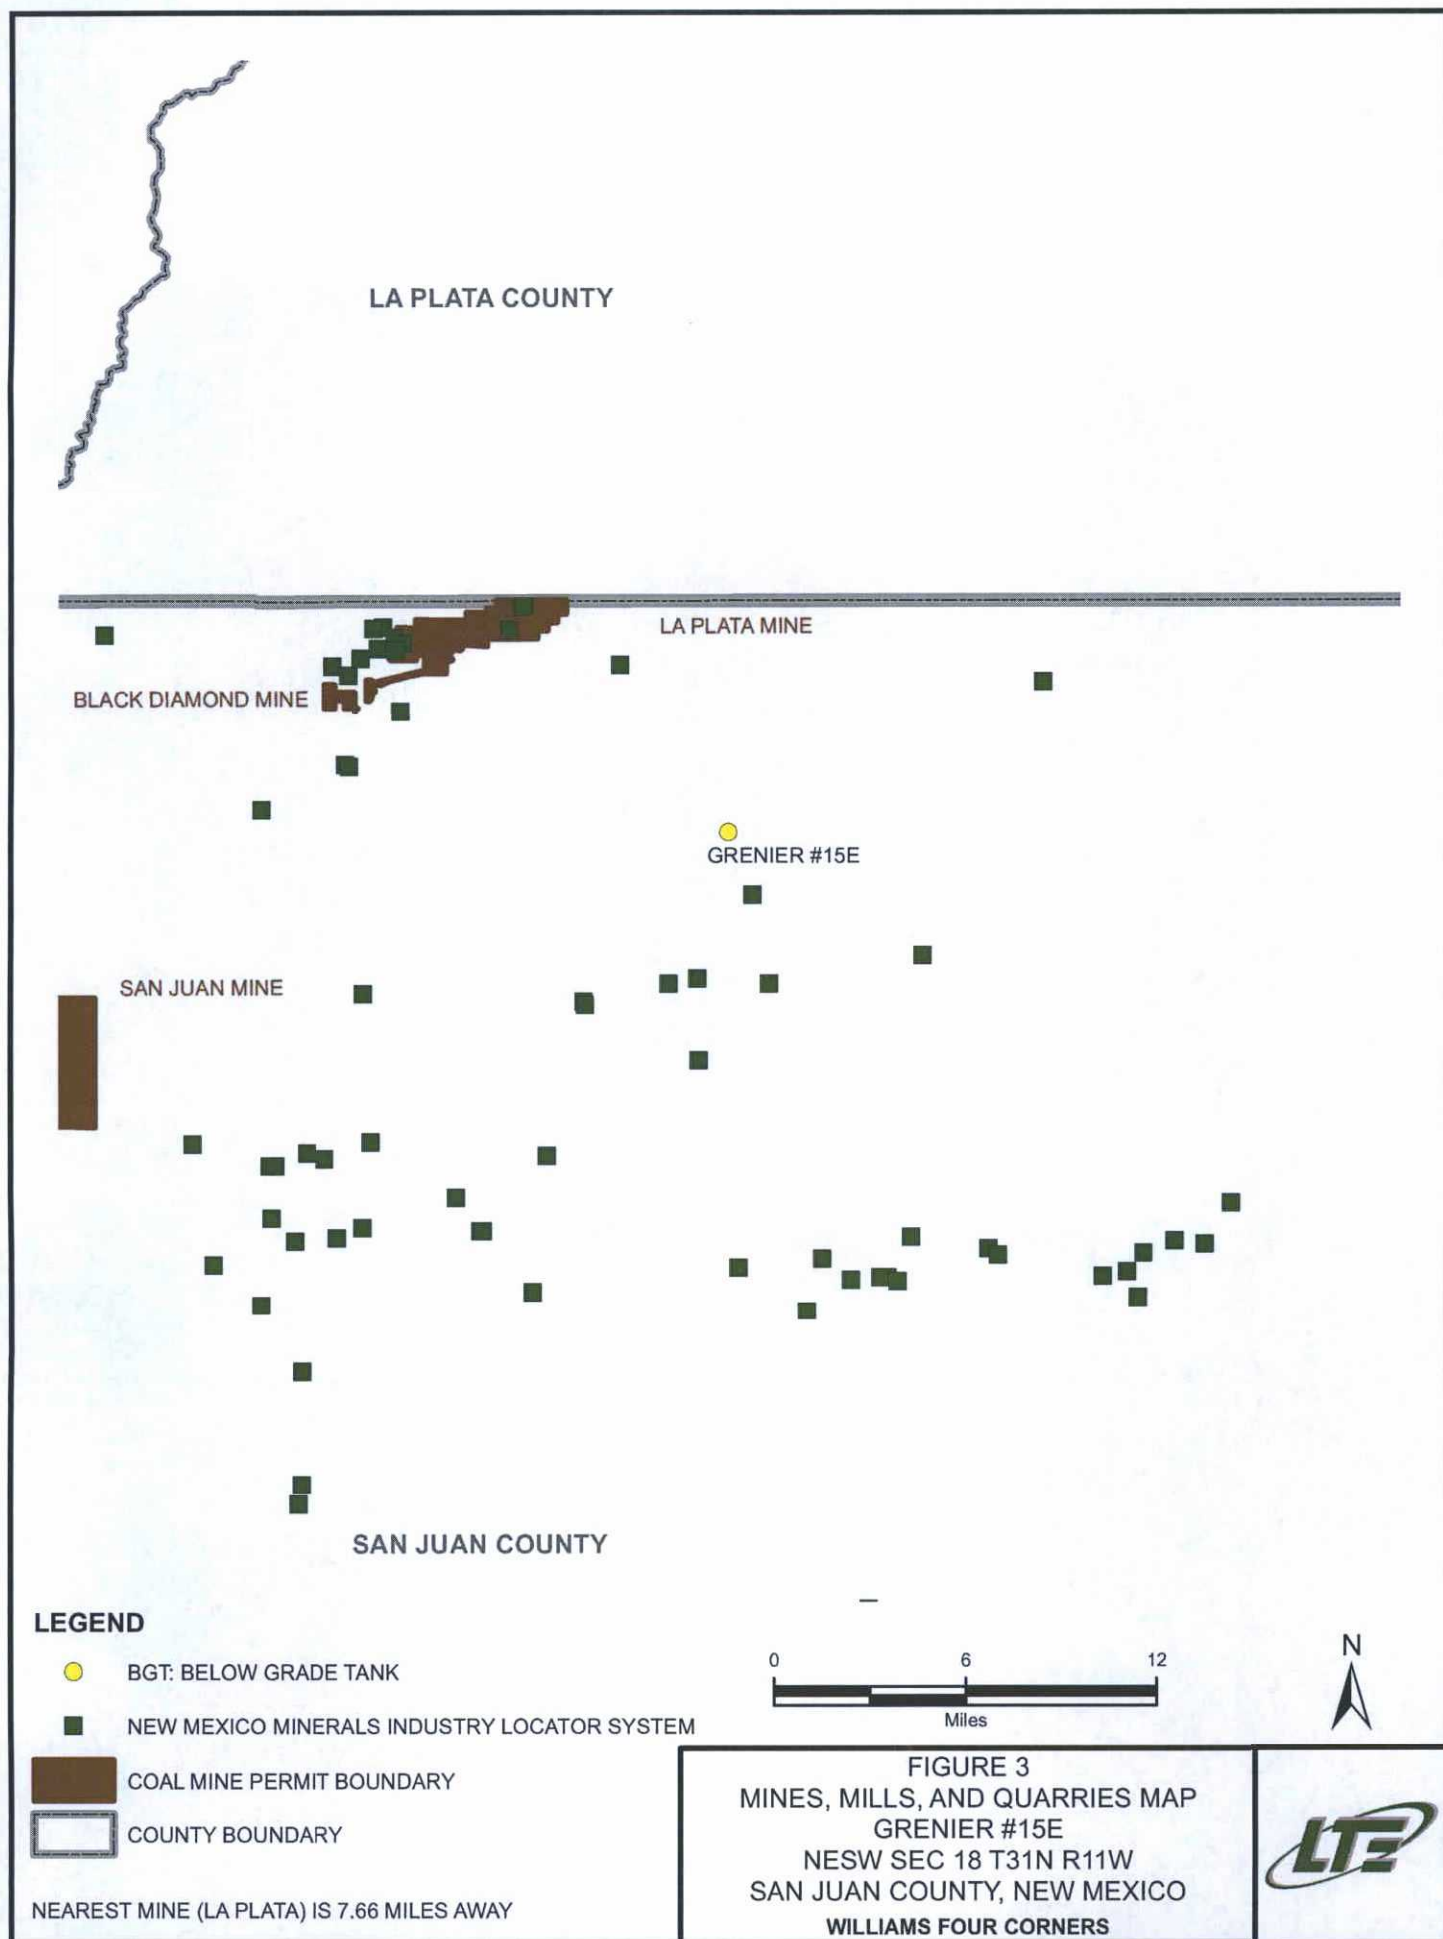 LA PLATA COUNTY
LA PLATA MINE
BLACK DIAMOND MINE
GRENIER #15E
SAN JUAN MINE
SAN JUAN COUNTY
LEGEND
BGT: BELOW GRADE TANK
NEW MEXICO MINERALS INDUSTRY LOCATOR SYSTEM
COAL MINE PERMIT BOUNDARY
COUNTY BOUNDARY
NEAREST MINE (LA PLATA) IS 7.66 MILES AWAY
0 6 12
Miles
N
FIGURE 3
MINES, MILLS, AND QUARRIES MAP
GRENIER #15E
NESW SEC 18 T31N R11W
SAN JUAN COUNTY, NEW MEXICO
WILLIAMS FOUR CORNERS
LTE